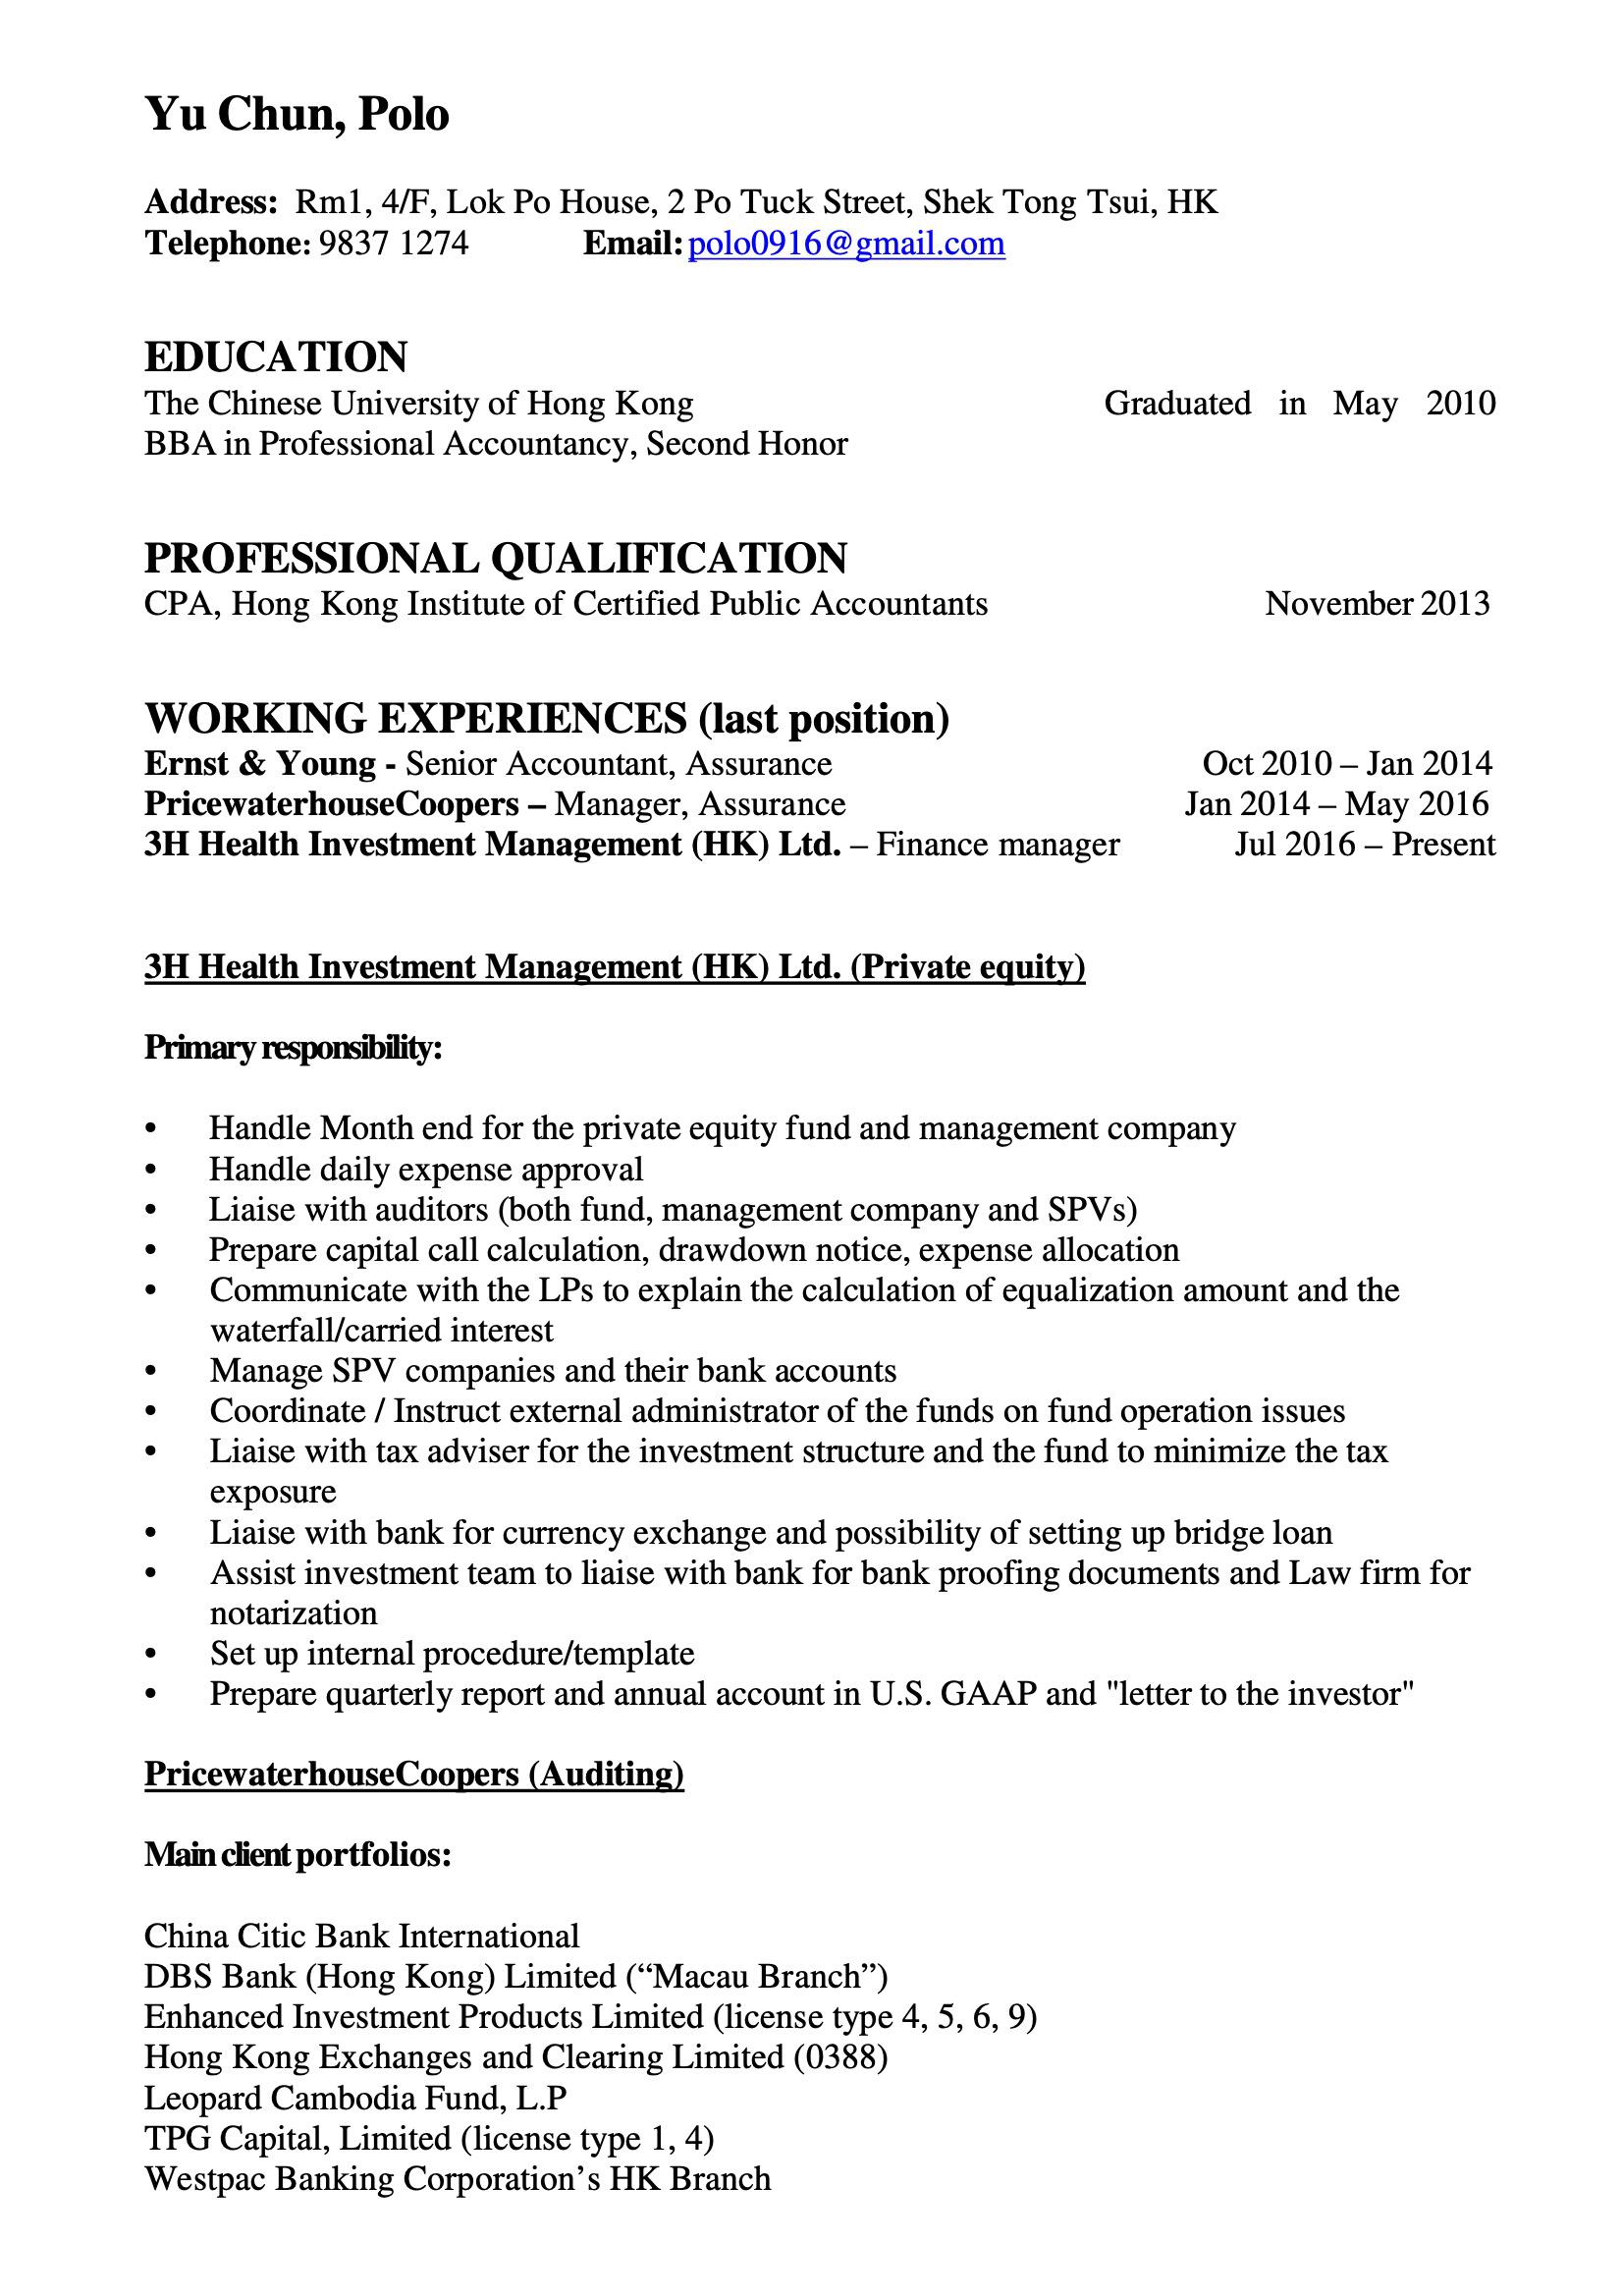 Yu Chun, Polo
Address: Rm1, 4/F, Lok Po House, 2 Po Tuck Street, Shek Tong Tsui, HK
Telephone: 9837 1274 Email: polo0916@gmail.com
EDUCATION
The Chinese University of Hong Kong Graduated in May 2010
BBA in Professional Accountancy, Second Honor
PROFESSIONAL QUALIFICATION
CPA, Hong Kong Institute of Certified Public Accountants November 2013
WORKING EXPERIENCES (last position)
Ernst & Young - Senior Accountant, Assurance Oct 2010 – Jan 2014
PricewaterhouseCoopers – Manager, Assurance Jan 2014 – May 2016
3H Health Investment Management (HK) Ltd. – Finance manager Jul 2016 – Present
3H Health Investment Management (HK) Ltd. (Private equity)
Primary responsibility:
• Handle Month end for the private equity fund and management company
• Handle daily expense approval
• Liaise with auditors (both fund, management company and SPVs)
• Prepare capital call calculation, drawdown notice, expense allocation
• Communicate with the LPs to explain the calculation of equalization amount and the
waterfall/carried interest
• Manage SPV companies and their bank accounts
• Coordinate / Instruct external administrator of the funds on fund operation issues
• Liaise with tax adviser for the investment structure and the fund to minimize the tax
exposure
• Liaise with bank for currency exchange and possibility of setting up bridge loan
• Assist investment team to liaise with bank for bank proofing documents and Law firm for
notarization
• Set up internal procedure/template
• Prepare quarterly report and annual account in U.S. GAAP and "letter to the investor"
PricewaterhouseCoopers (Auditing)
Main client portfolios:
China Citic Bank International
DBS Bank (Hong Kong) Limited (“Macau Branch”)
Enhanced Investment Products Limited (license type 4, 5, 6, 9)
Hong Kong Exchanges and Clearing Limited (0388)
Leopard Cambodia Fund, L.P
TPG Capital, Limited (license type 1, 4)
Westpac Banking Corporation’s HK Branch